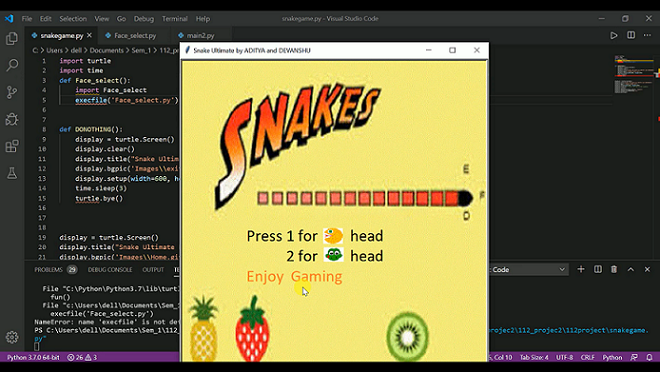 File Edit Selection View Go Debug Terminal Help
snakegame.py - Visual Studio Code
snakegame.py
Face_select.py
main2.py
C: > Users > dell > Documents > Sem_1 > 112_pr
Snake Ultimate by ADITYA and DEWANSHU
1 import turtle
2 import time
3 def Face_select():
4 import Face_select
5 execfile('Face_select.py')
6
7
8 def DONOTHING():
9 display = turtle.Screen()
10 display.clear()
11 display.title("Snake Ultim
12 display.bgpic('Images\\exi
13 display.setup(width=600, h
14 time.sleep(3)
15 turtle.bye()
16
17
18
19 display = turtle.Screen()
20 display.title("Snake Ultimate
21 display.bgpic('Images\\Home.gi
SNAKES
Press 1 for head
2 for head
Enjoy Gaming
PROBLEMS 29 DEBUG CONSOLE OUTPUT
Code
File "C:\Python\Python3.7\lib\turtl
fun()
File "c:\Users\dell\Documents\Sem_1
execfile('Face_select.py')
NameError: name 'execfile' is not de
PS C:\Users\dell\Documents\Sem_1\112
py"
projec2\112_projec2\112project\snakegame.
Python 3.7.0 64-bit 26 3
5, Col 10 Tab Size: 4 UTF-8 CRLF Python